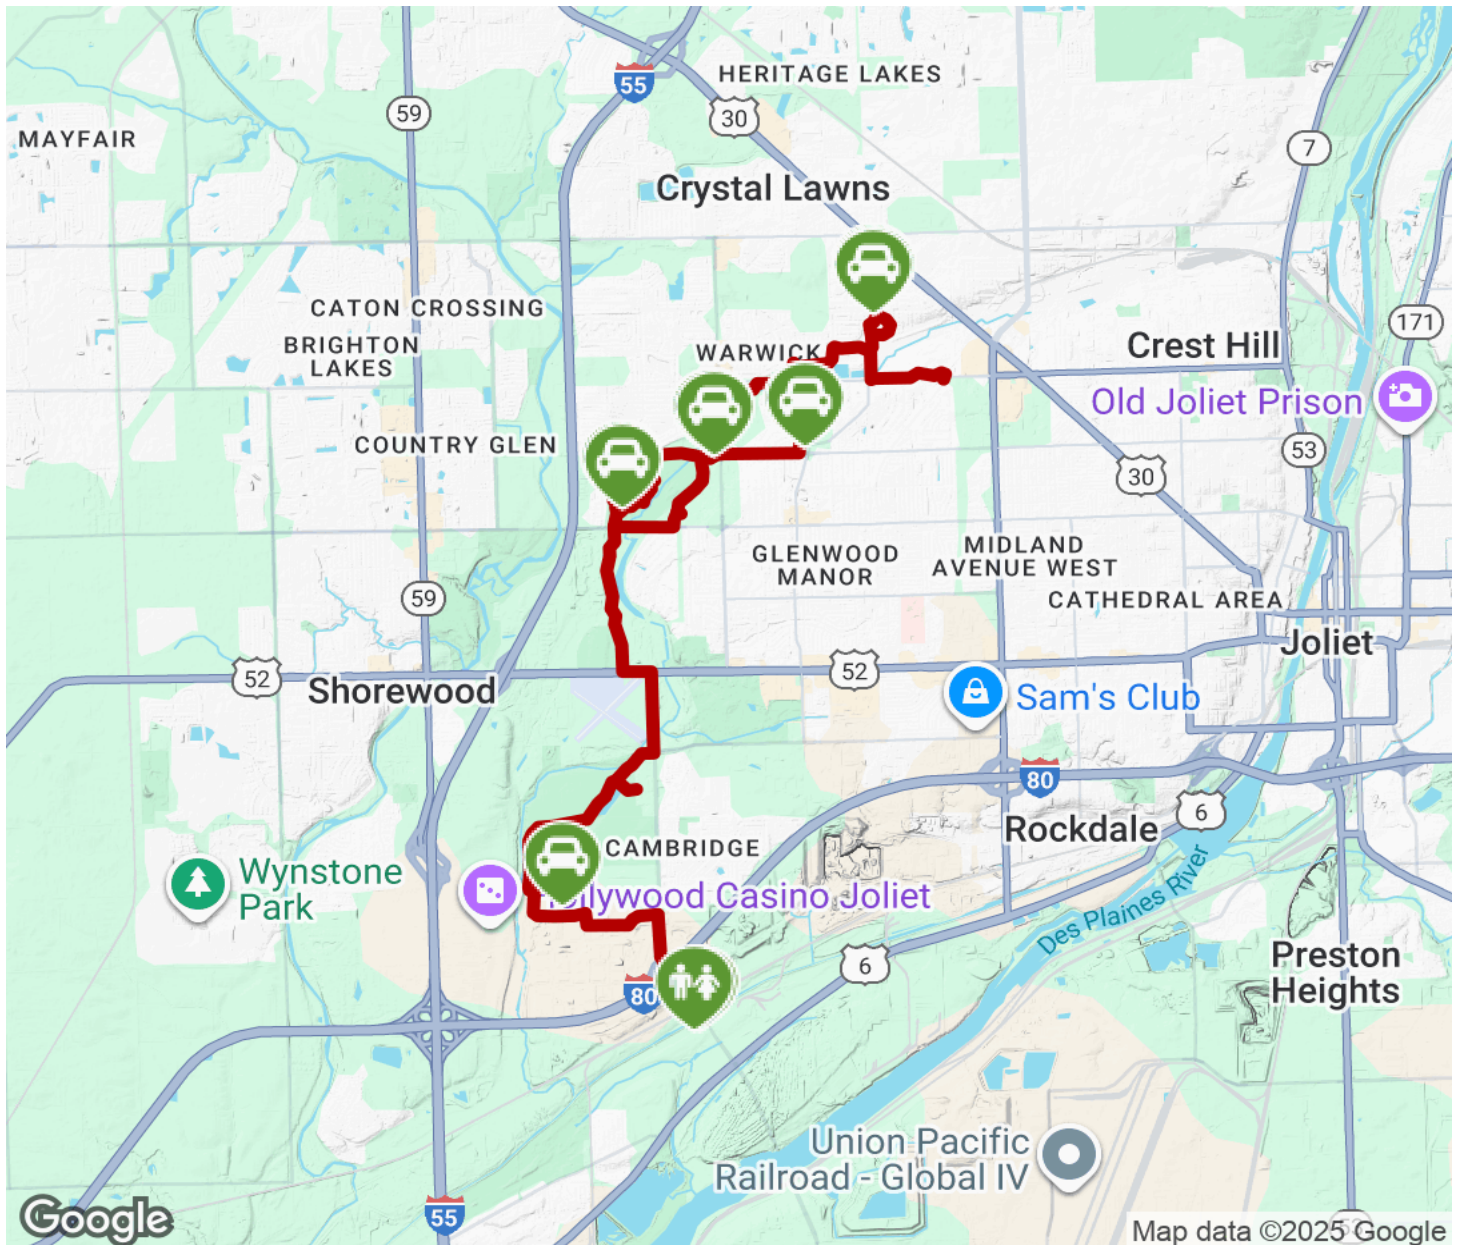 HERITAGE LAKES
55
30
59
MAYFAIR
7
Crystal Lawns
CATON CROSSING
171
BRIGHTON
LAKES
WARWICK
Crest Hill
Old Joliet Prison
COUNTRY GLEN
53
30
GLENWOOD
MANOR
MIDLAND
AVENUE WEST
59
CATHEDRAL AREA
Joliet
52
52
Shorewood
Sam's Club
80
6
Rockdale
CAMBRIDGE
Wynstone
Park
Hollywood Casino Joliet
Des Plaines River
6
80
Preston
Heights
Union Pacific
Railroad - Global IV
55
53
Google
Map data ©2025 Google